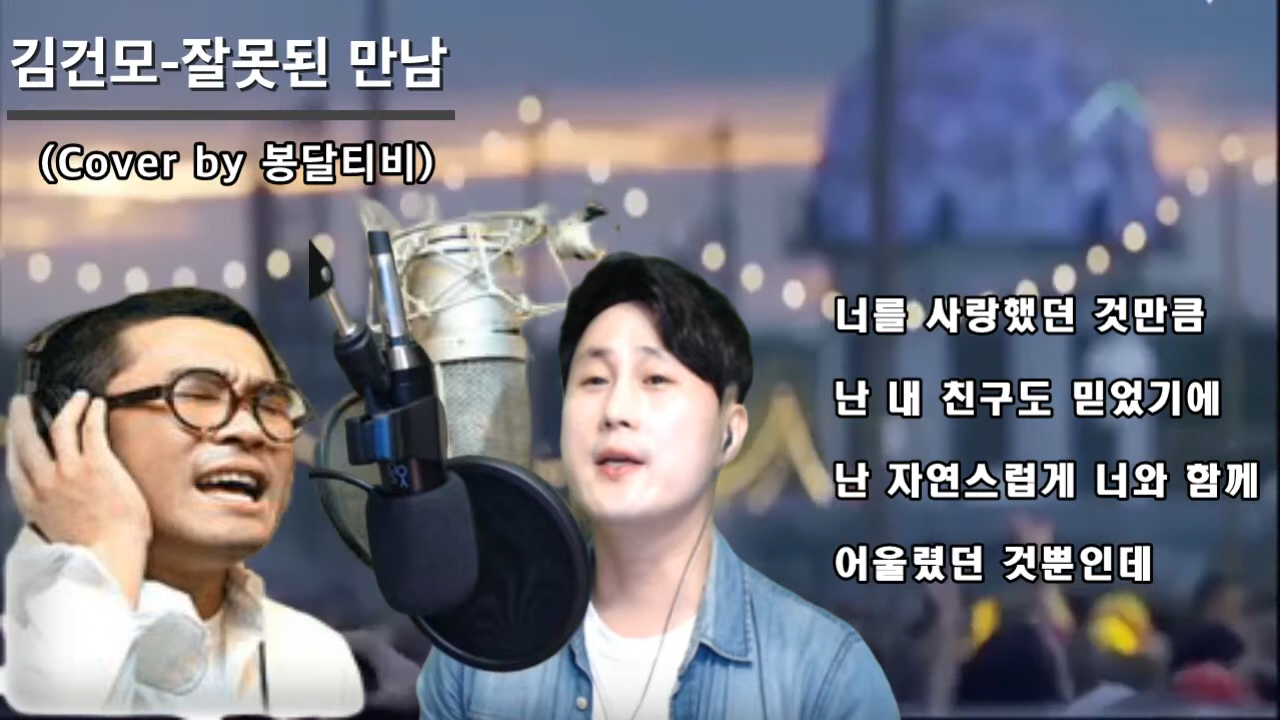 김건모-잘못된 만남
(Cover by 봉달티비)
너를 사랑했던 것만큼
난 내 친구도 믿었기에
난 자연스럽게 너와 함께
어울렸던 것뿐인데